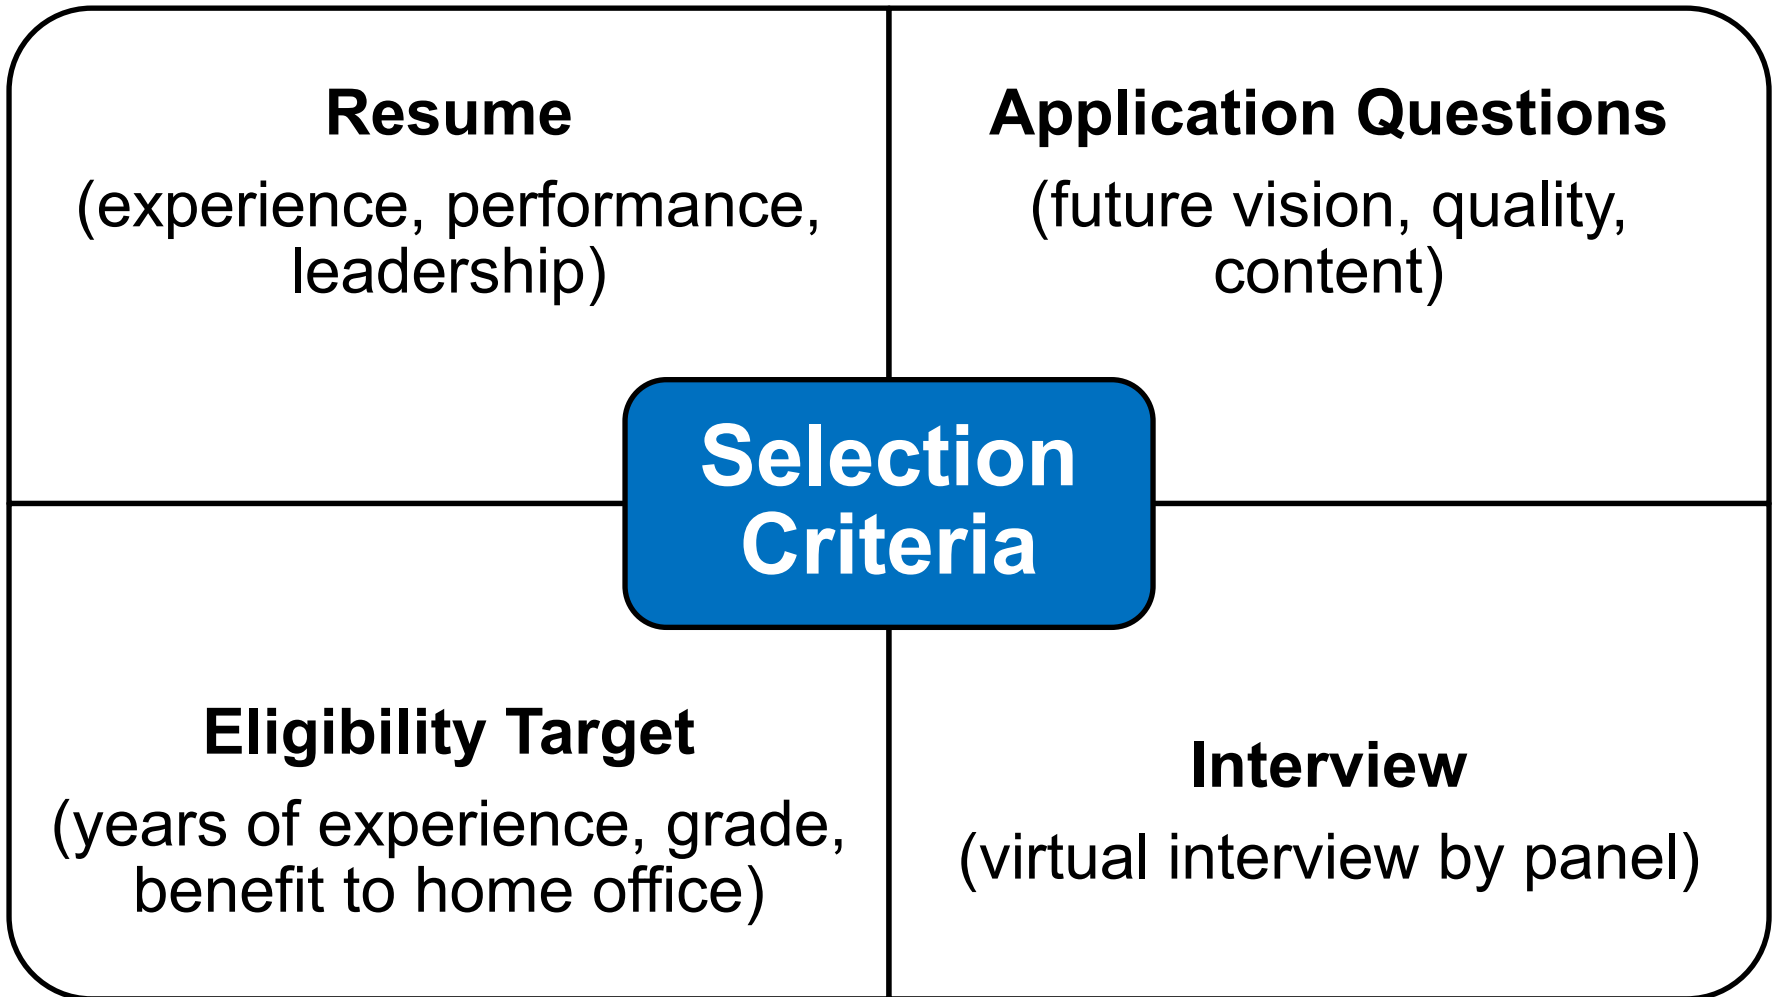 Resume
(experience, performance,
leadership)
Application Questions
(future vision, quality,
content)
Selection
Criteria
Eligibility Target
(years of experience, grade,
benefit to home office)
Interview
(virtual interview by panel)